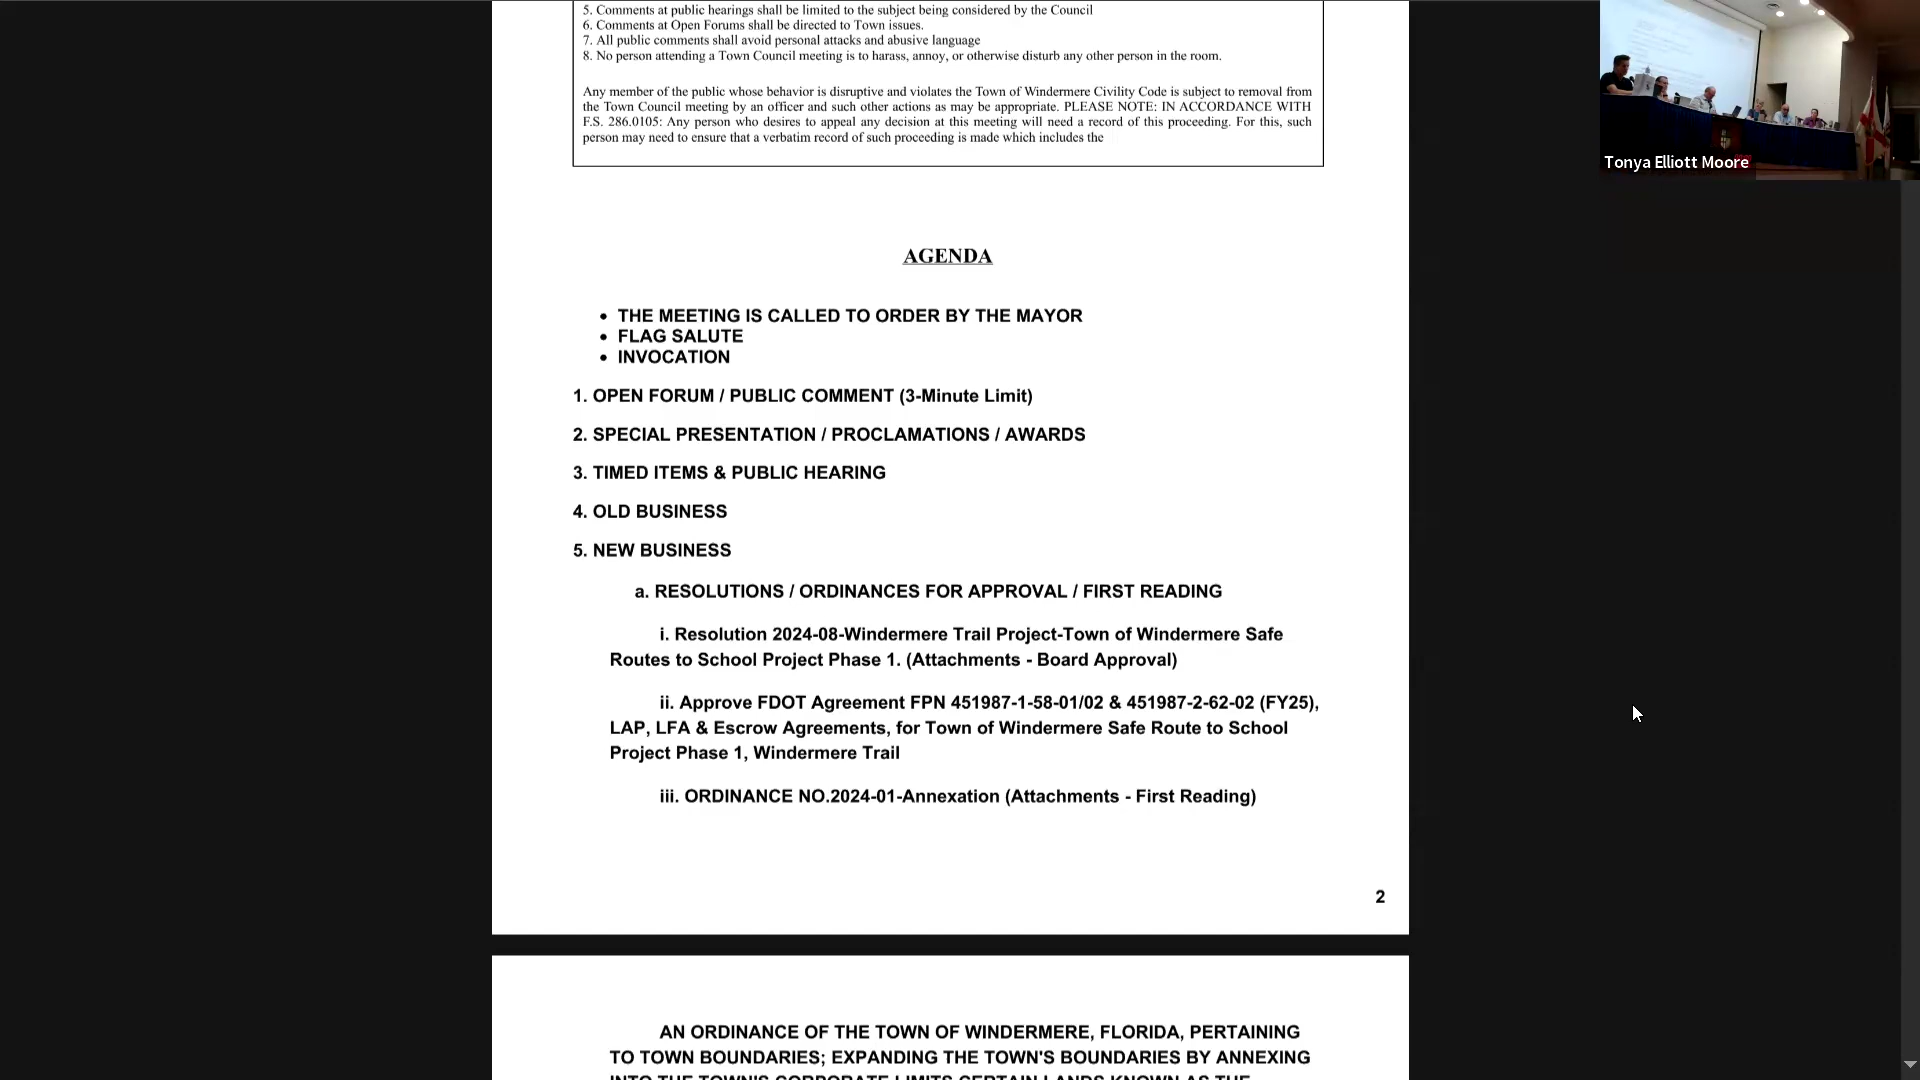 5. Comments at public hearings shall be limited to the subject being considered by the Council
6. Comments at Open Forums shall be directed to Town issues.
7. All public comments shall avoid personal attacks and abusive language
8. No person attending a Town Council meeting is to harass, annoy, or otherwise disturb any other person in the room.
Any member of the public whose behavior is disruptive and violates the Town of Windermere Civility Code is subject to removal from
the Town Council meeting by an officer and such other actions as may be appropriate. PLEASE NOTE: IN ACCORDANCE WITH
F.S. 286.0105: Any person who desires to appeal any decision at this meeting will need a record of this proceeding. For this, such
person may need to ensure that a verbatim record of such proceeding is made which includes the
Tonya Elliott Moore
AGENDA
• THE MEETING IS CALLED TO ORDER BY THE MAYOR
• FLAG SALUTE
• INVOCATION
1. OPEN FORUM / PUBLIC COMMENT (3-Minute Limit)
2. SPECIAL PRESENTATION / PROCLAMATIONS / AWARDS
3. TIMED ITEMS & PUBLIC HEARING
4. OLD BUSINESS
5. NEW BUSINESS
a. RESOLUTIONS / ORDINANCES FOR APPROVAL / FIRST READING
i. Resolution 2024-08-Windermere Trail Project-Town of Windermere Safe
Routes to School Project Phase 1. (Attachments - Board Approval)
ii. Approve FDOT Agreement FPN 451987-1-58-01/02 & 451987-2-62-02 (FY25),
LAP, LFA & Escrow Agreements, for Town of Windermere Safe Route to School
Project Phase 1, Windermere Trail
iii. ORDINANCE NO.2024-01-Annexation (Attachments - First Reading)
2
AN ORDINANCE OF THE TOWN OF WINDERMERE, FLORIDA, PERTAINING
TO TOWN BOUNDARIES; EXPANDING THE TOWN'S BOUNDARIES BY ANNEXING
INTO THE TOWN'S CORPORATE LIMITS CERTAIN LANDS KNOWN AS THE